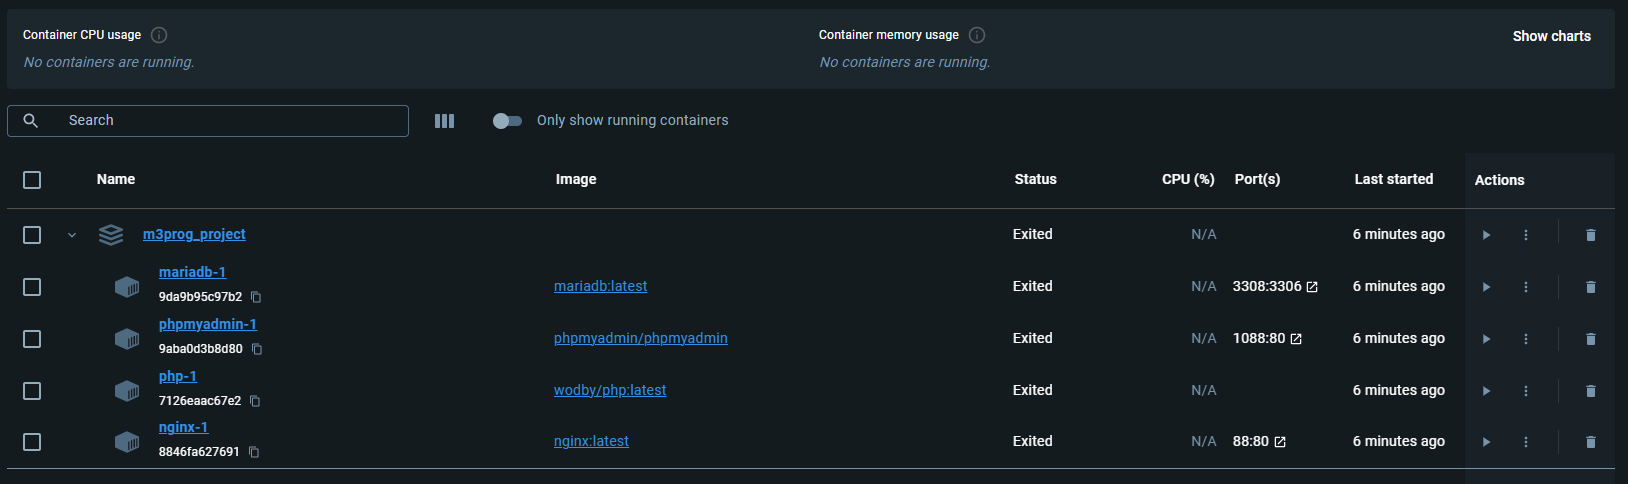 Container CPU usage
No containers are running.
Container memory usage
No containers are running.
Show charts
Search
Only show running containers
Name Image Status CPU (%) Port(s) Last started Actions
m3prog_project Exited N/A 6 minutes ago
mariadb-1
9da9b95c97b2 mariadb:latest Exited N/A 3308:3306 6 minutes ago
phpmyadmin-1
9aba0d3b8d80 phpmyadmin/phpmyadmin Exited N/A 1088:80 6 minutes ago
php-1
7126eaac67e2 wodby/php:latest Exited N/A 6 minutes ago
nginx-1
8846fa627691 nginx:latest Exited N/A 88:80 6 minutes ago